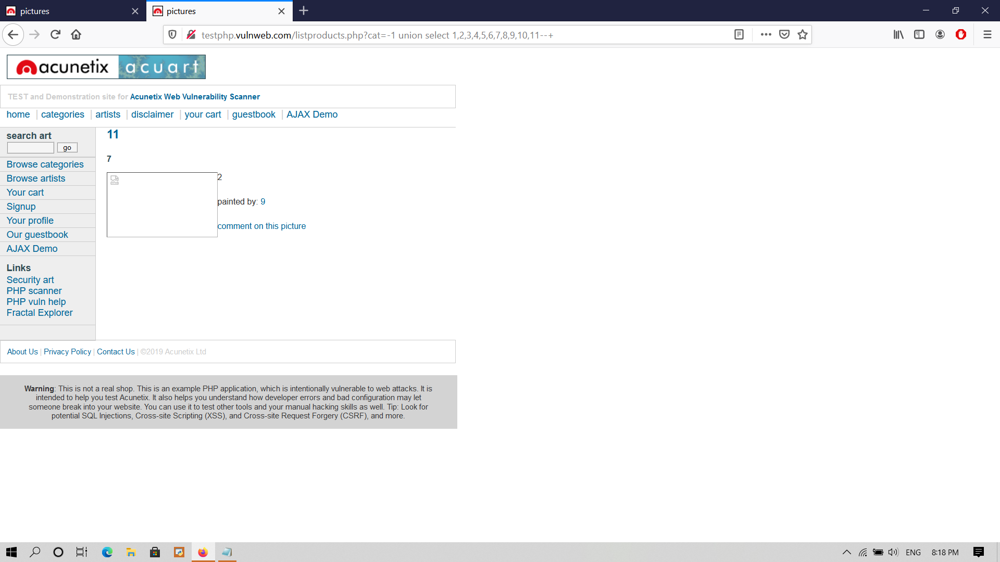 pictures
pictures
testphp.vulnweb.com/listproducts.php?cat=-1 union select 1,2,3,4,5,6,7,8,9,10,11--+
acunetix acuart
TEST and Demonstration site for Acunetix Web Vulnerability Scanner
home | categories | artists | disclaimer | your cart | guestbook | AJAX Demo
search art
go
Browse categories
Browse artists
Your cart
Signup
Your profile
Our guestbook
AJAX Demo
Links
Security art
PHP scanner
PHP vuln help
Fractal Explorer
11
7
2
painted by: 9
comment on this picture
About Us | Privacy Policy | Contact Us | ©2019 Acunetix Ltd
Warning: This is not a real shop. This is an example PHP application, which is intentionally vulnerable to web attacks. It is
intended to help you test Acunetix. It also helps you understand how developer errors and bad configuration may let
someone break into your website. You can use it to test other tools and your manual hacking skills as well. Tip: Look for
potential SQL Injections, Cross-site Scripting (XSS), and Cross-site Request Forgery (CSRF), and more.
ENG
8:18 PM